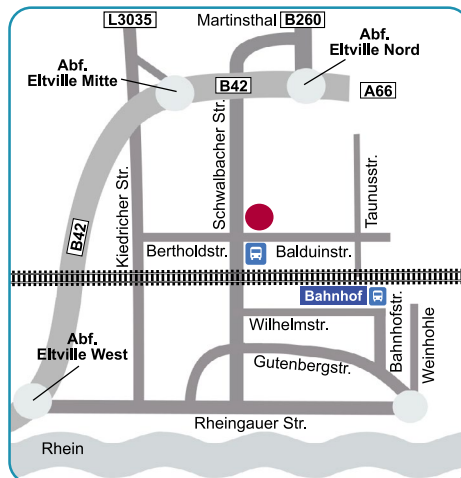 L3035
Martinsthal
B260
Abf.
Eltville Mitte
Abf.
Eltville Nord
B42
A66
Kiedricher Str.
Schwalbacher Str.
Taunusstr.
B42
Bertholdstr.
Balduinstr.
Bahnhof
Wilhelmstr.
Bahnhofstr.
Weinhohle
Abf.
Eltville West
Gutenbergstr.
Rheingauer Str.
Rhein